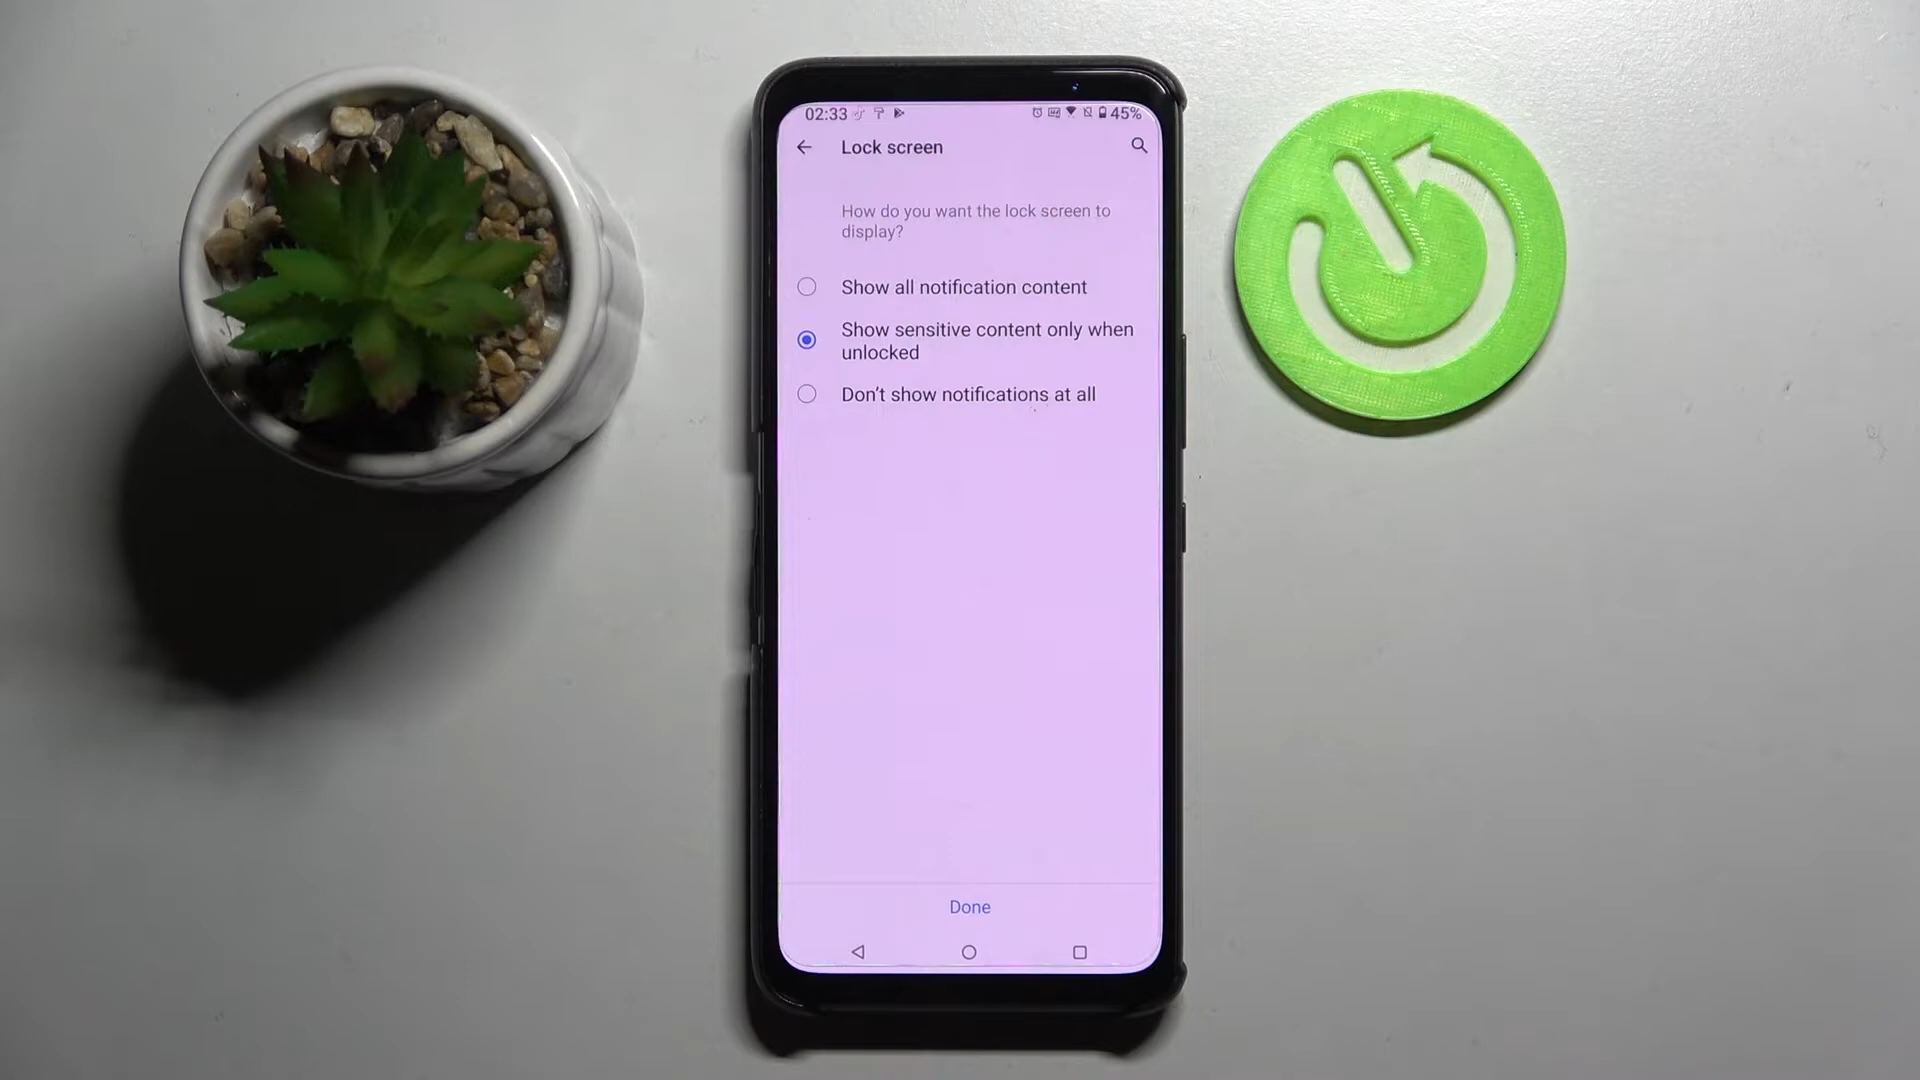 02:33 45%
Lock screen
How do you want the lock screen to
display?
Show all notification content
Show sensitive content only when
unlocked
Don't show notifications at all
Done